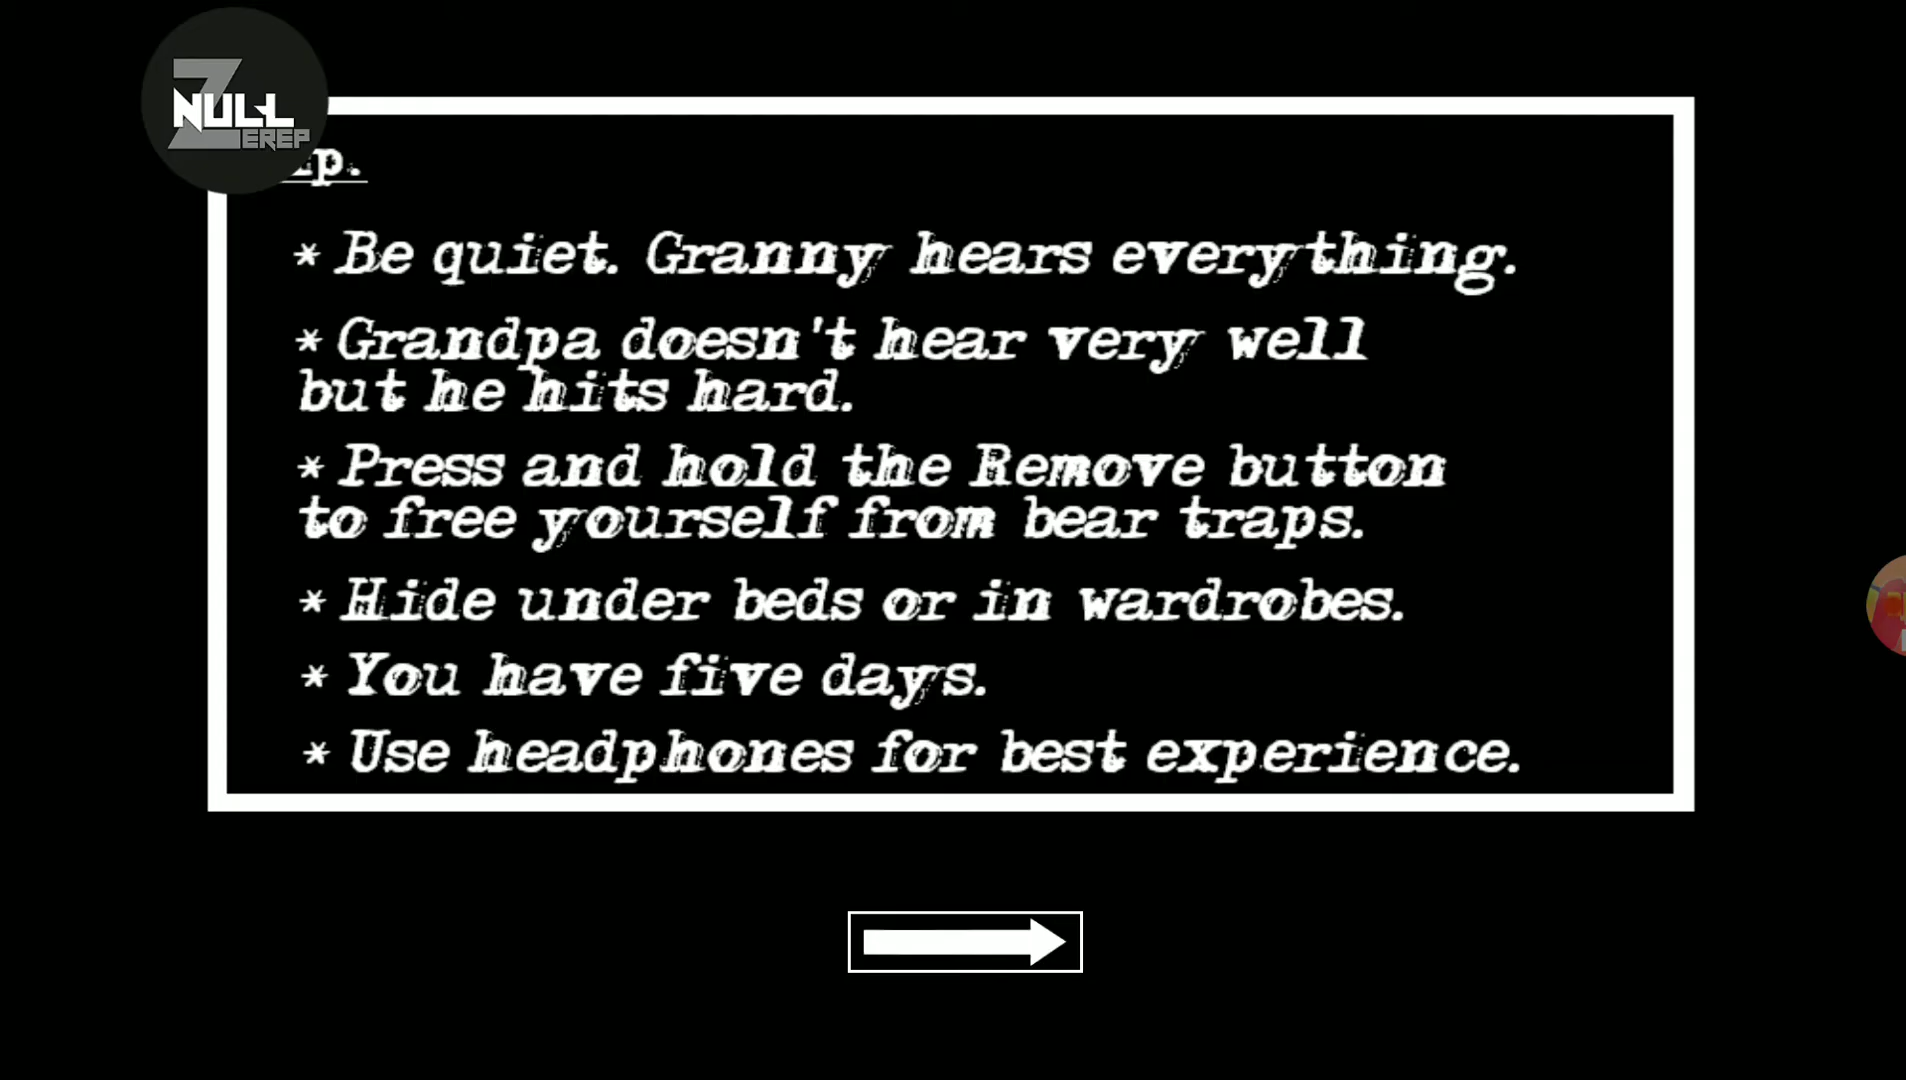 NULL
ZEREP
* Be quiet. Granny hears everything.
* Grandpa doesn't hear very well
but he hits hard.
* Press and hold the Remove button
to free yourself from bear traps.
* Hide under beds or in wardrobes.
* You have five days.
* Use headphones for best experience.